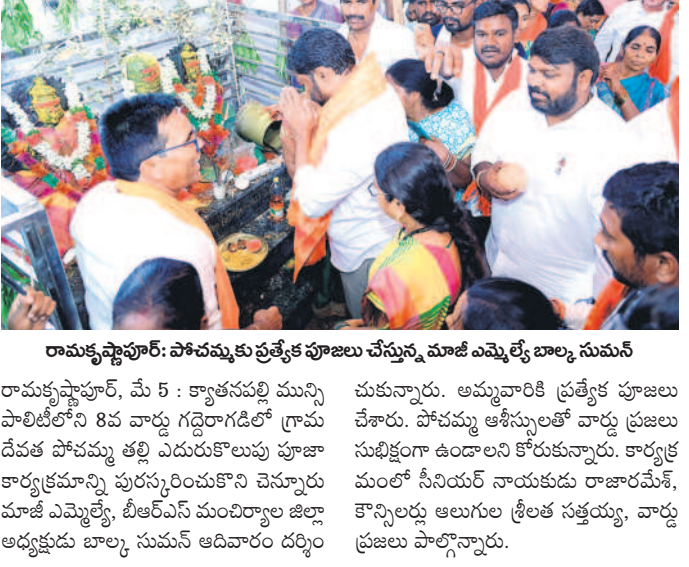 రామకృష్ణాపూర్: పోచమ్మకు ప్రత్యేక పూజలు చేస్తున్న మాజీ ఎమ్మెల్యే బాల్క సుమన్
రామకృష్ణాపూర్, మే 5 : క్యాతనపల్లి మున్సి
పాలిటీలోని 8వ వార్డు గద్దెరాగడిలో గ్రామ
దేవత పోచమ్మ తల్లి ఎదురుకొలుపు పూజా
కార్యక్రమాన్ని పురస్కరించుకొని చెన్నూరు
మాజీ ఎమ్మెల్యే, బీఆర్ఎస్ మంచిర్యాల జిల్లా
అధ్యక్షుడు బాల్క సుమన్ ఆదివారం దర్శిం
చుకున్నారు. అమ్మవారికి ప్రత్యేక పూజలు
చేశారు. పోచమ్మ ఆశీస్సులతో వార్డు ప్రజలు
సుభిక్షంగా ఉండాలని కోరుకున్నారు. కార్యక్ర
మంలో సీనియర్ నాయకుడు రాజారమేశ్,
కౌన్సిలర్లు ఆలుగుల శ్రీలత సత్తయ్య, వార్డు
ప్రజలు పాల్గొన్నారు.